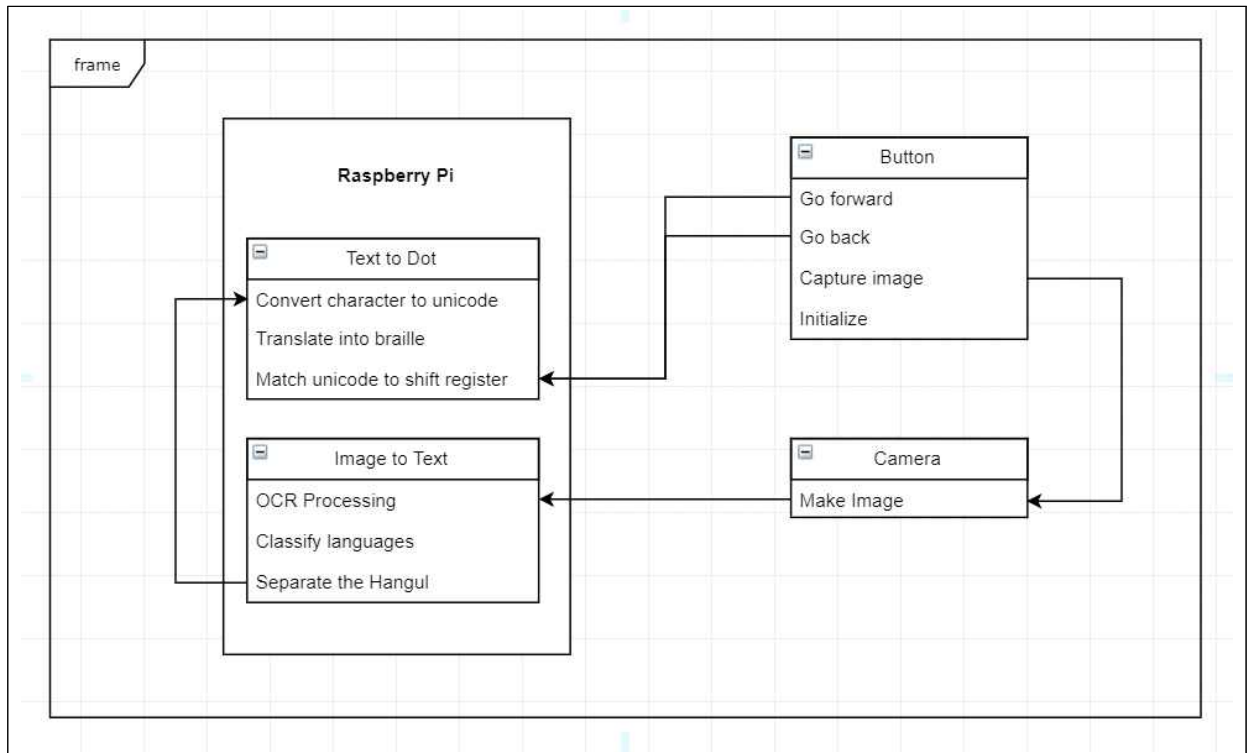 frame
Raspberry Pi
Text to Dot
Convert character to unicode
Translate into braille
Match unicode to shift register
Image to Text
OCR Processing
Classify languages
Separate the Hangul
Button
Go forward
Go back
Capture image
Initialize
Camera
Make Image